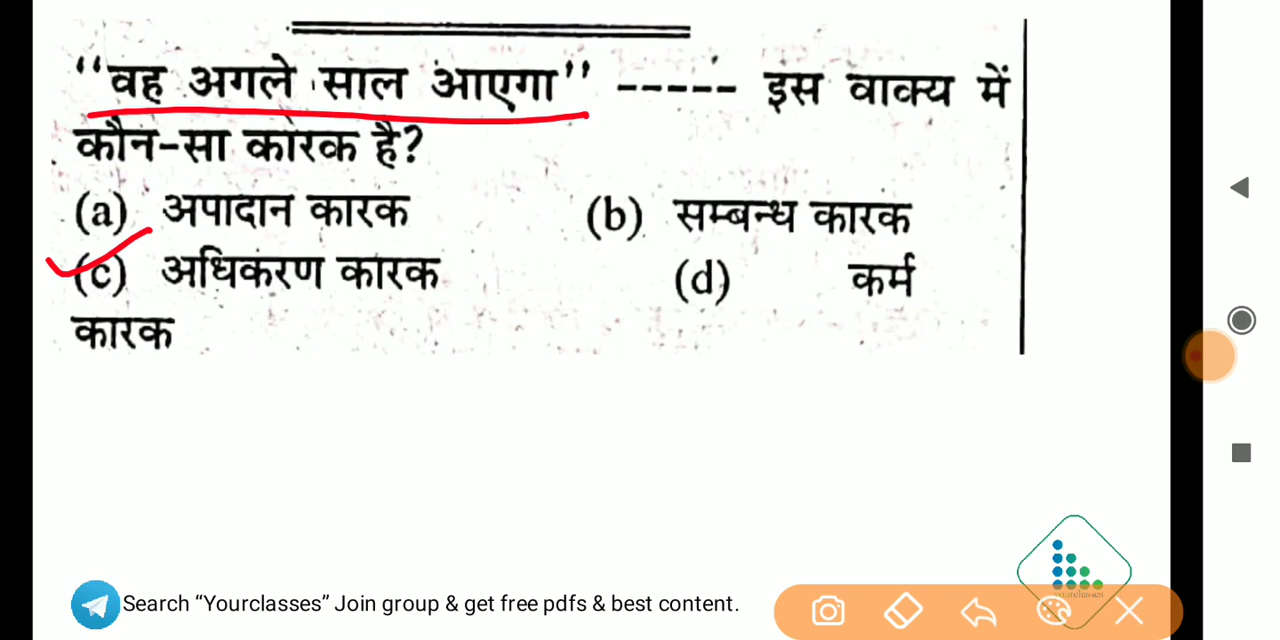 “वह अगले साल आएगा” ----- इस वाक्य में
कौन-सा कारक है?
(a) अपादान कारक (b) सम्बन्ध कारक
(c) अधिकरण कारक (d) कर्म
कारक
Search “Yourclasses” Join group & get free pdfs & best content.